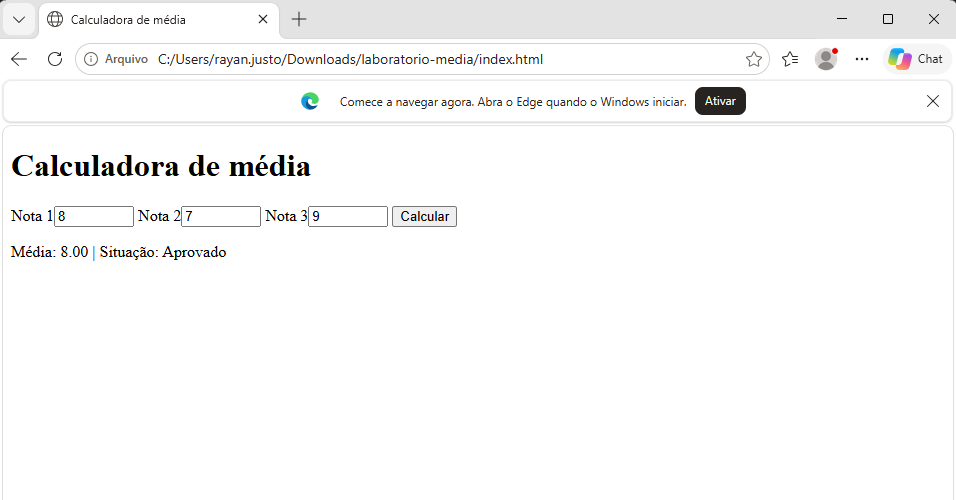 Calculadora de média
Arquivo C:/Users/rayan.justo/Downloads/laboratorio-media/index.html Chat
Comece a navegar agora. Abra o Edge quando o Windows iniciar. Ativar
Calculadora de média
Nota 1 8 Nota 2 7 Nota 3 9 Calcular
Média: 8.00 | Situação: Aprovado